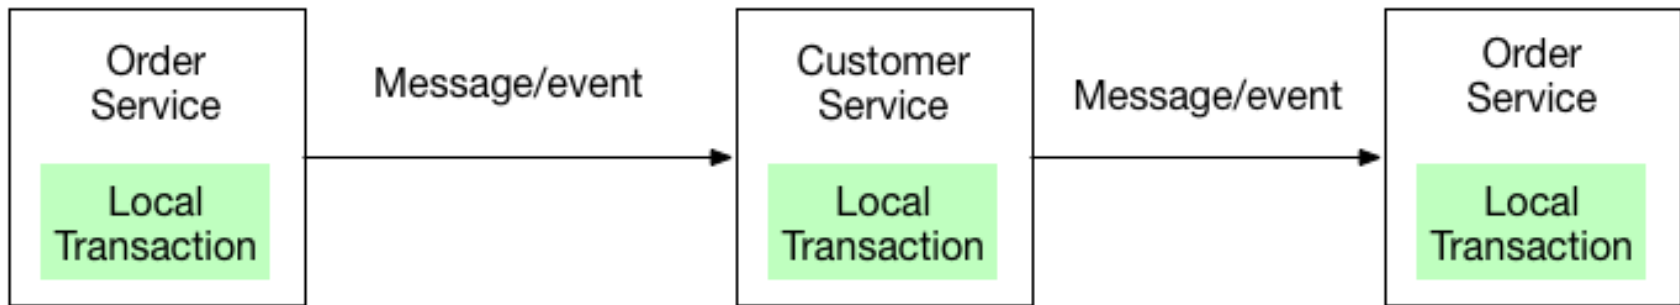 Order
Service
Local
Transaction
Message/event
Customer
Service
Local
Transaction
Message/event
Order
Service
Local
Transaction